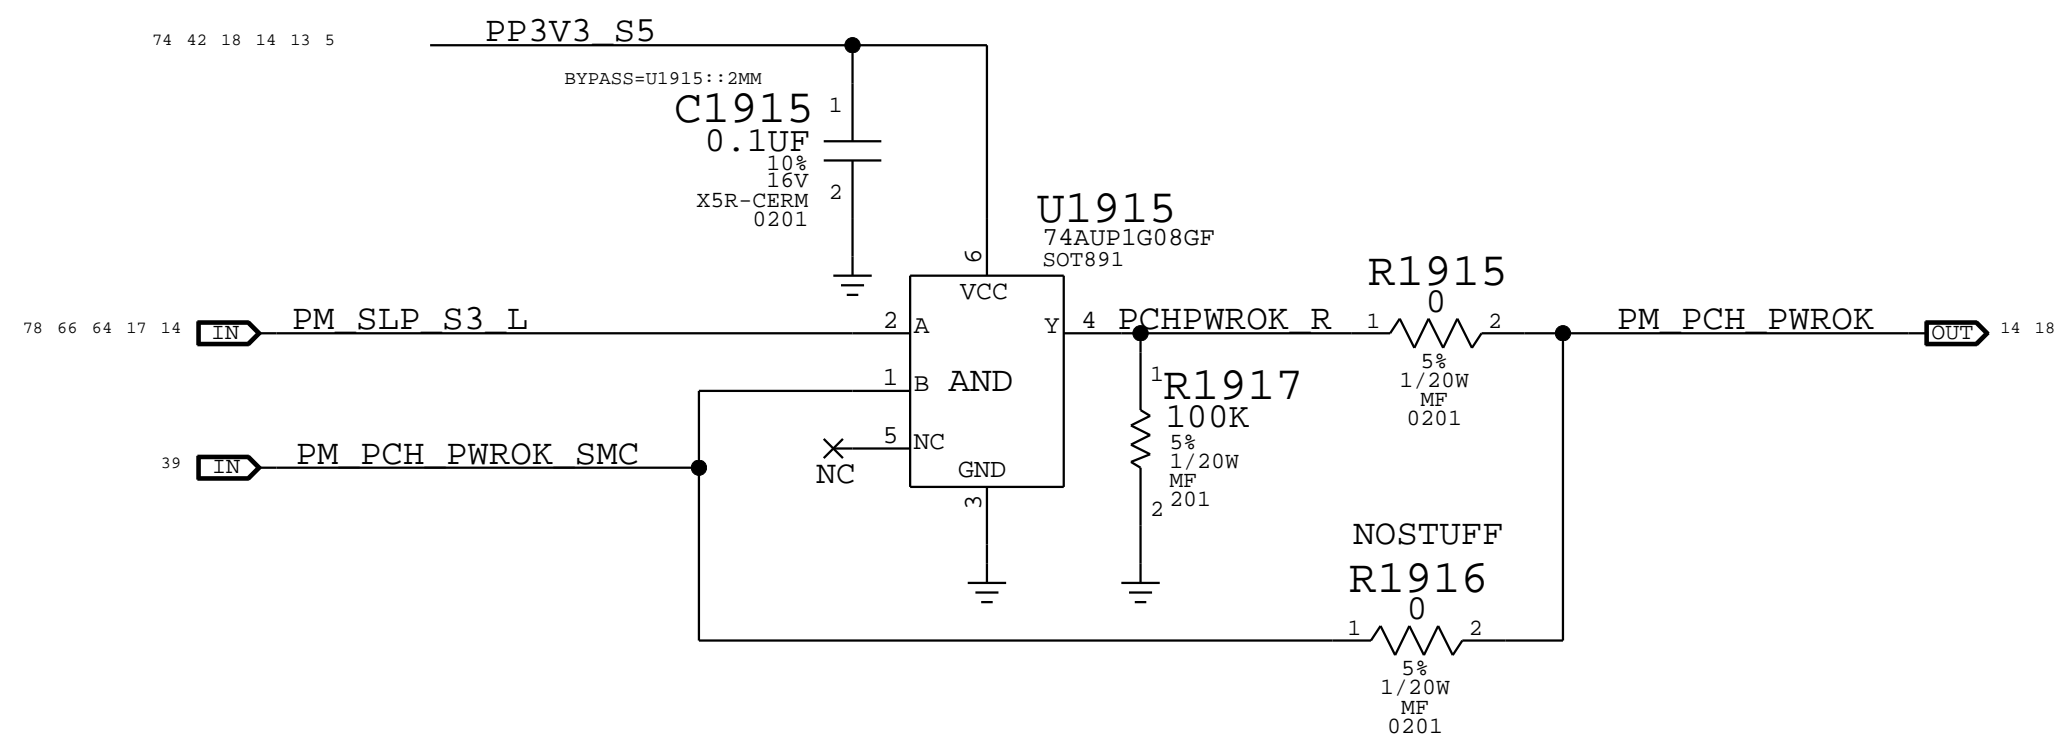 PP3V3_S5
74 42 18 14 13 5
BYPASS=U1915::2MM
C1915
1
0.1UF
10%
16V
X5R-CERM
0201
2
U1915
74AUP1G08GF
SOT891
6
VCC
R1915
0
78 66 64 17 14
IN
PM_SLP_S3_L
2
A
Y
4
PCHPWROK_R
1
2
PM_PCH_PWROK
OUT
14 18
5%
1/20W
MF
0201
1
B
AND
1
R1917
100K
5%
1/20W
MF
201
2
39
IN
PM_PCH_PWROK_SMC
5
NC
NC
GND
3
NOSTUFF
R1916
0
1
2
5%
1/20W
MF
0201